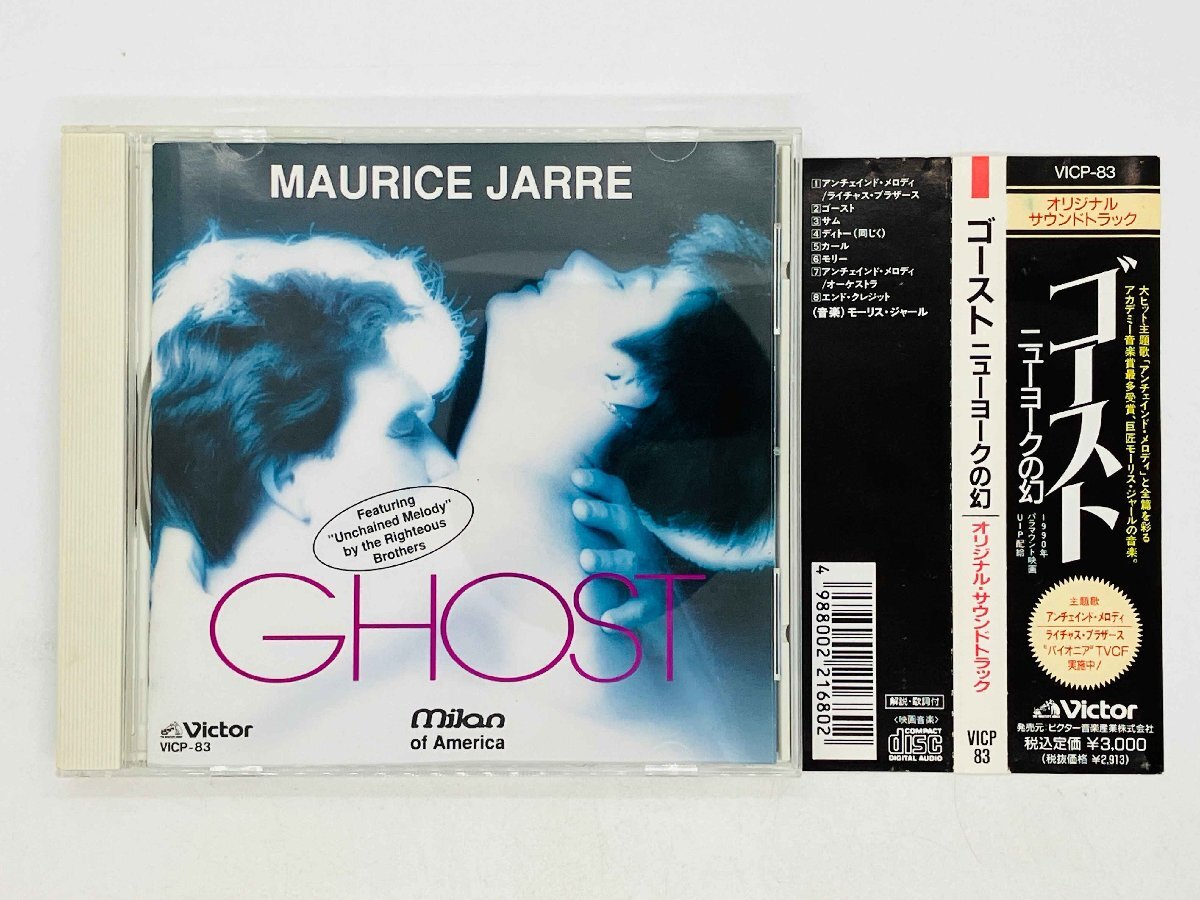 MAURICE JARRE
Featuring
"Unchained Melody"
by the Righteous
Brothers
GHOST
Victor
VICP-83
milan
of America
1アンチェインド・メロディ
/ライチャス・ブラザース
2ゴースト
3サム
4ディトー(同じく)
5カール
6モリー
7アンチェインド・メロディ
/オーケストラ
8エンド・クレジット
(音楽)モーリス・ジャール
4988002216802
解説・歌詞付
〈映画音楽〉
COMPACT
disc
DIGITAL AUDIO
ゴースト ニューヨークの幻
オリジナル・サウンドトラック
VICP
83
VICP-83
オリジナル
サウンドトラック
大ヒット主題歌「アンチェインド・メロディ」と全篇を彩る
アカデミー音楽賞最多受賞、巨匠モーリス・ジャールの音楽。
ゴースト
ニューヨークの幻
1990年
パラマウント映画
UIP配給
主題歌
アンチェインド・メロディ
ライチャス・ブラザース
"パイオニア"TVCF
実施中!
Victor
発売元:ビクター音楽産業株式会社
税込定価 ¥3,000
(税抜価格 ¥2,913)